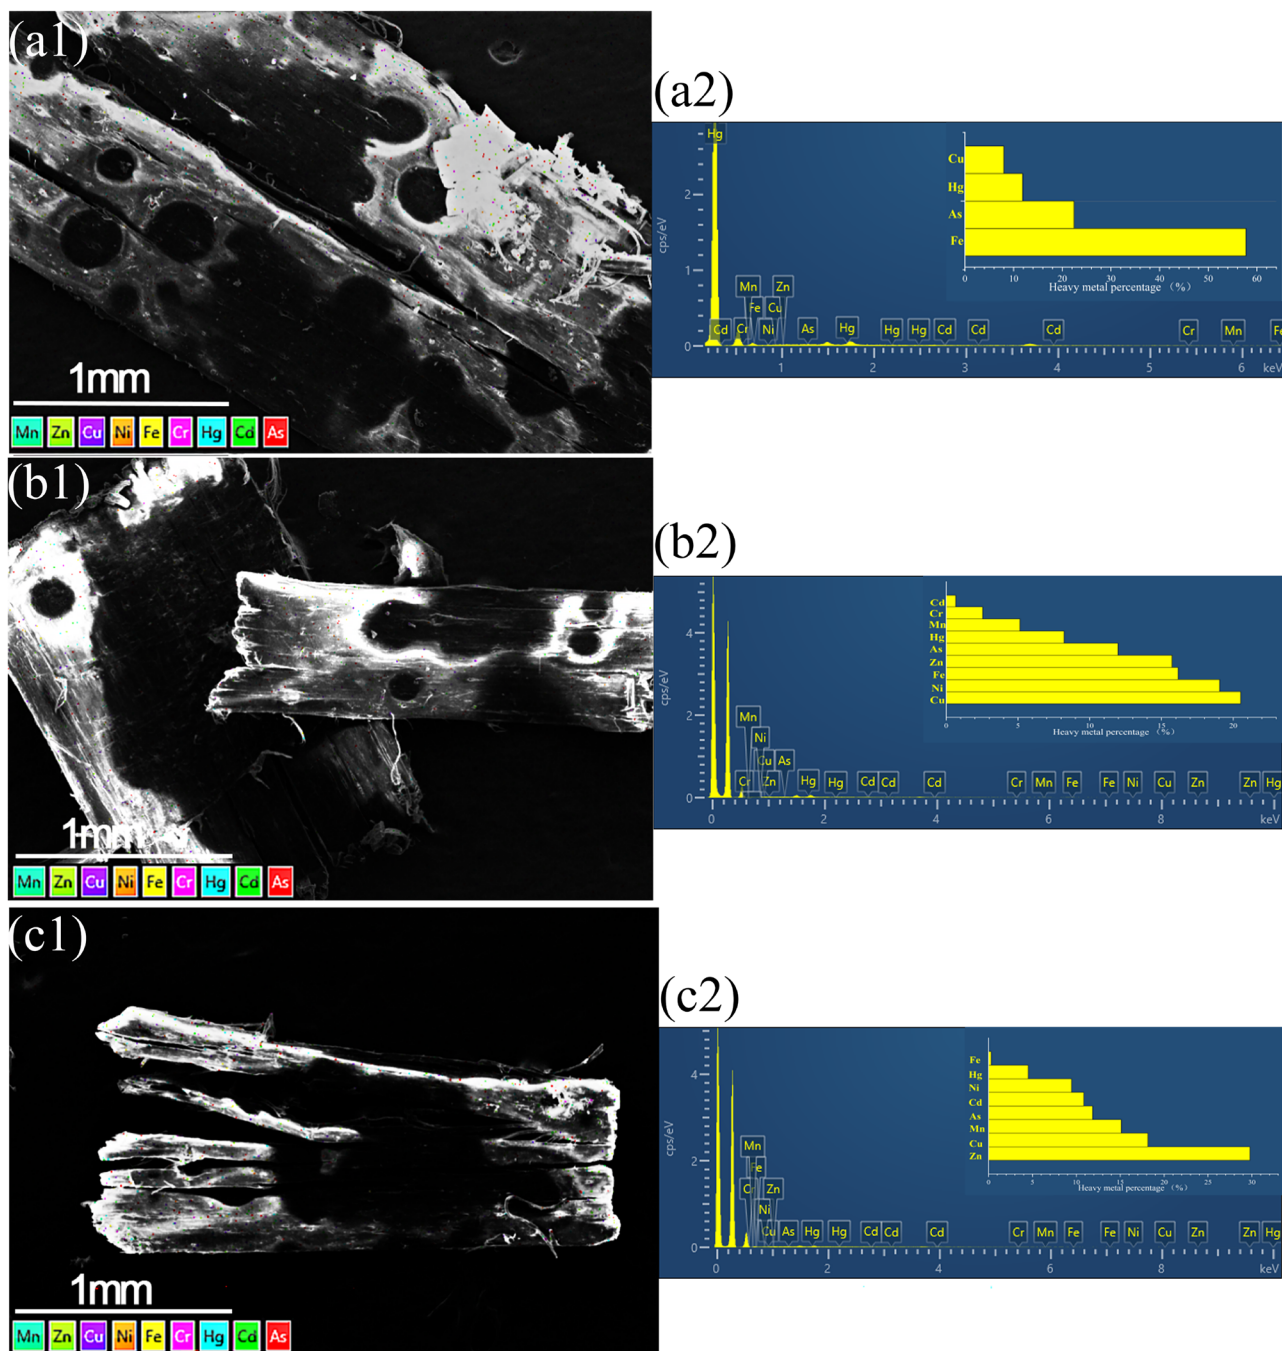 (a1)
1mm
Mn Zn Cu Ni Fe Cr Hg Cd As
(a2)
Hg
Cu
Hg
As
Fe
0 10 20 30 40 50 60
Heavy metal percentage (%)
cps/eV
2
1
0
Mn Zn
Fe Cu
Cd Cr Ni As Hg Hg Hg Cd Cd Cd Cr Mn Fe
1 2 3 4 5 6 keV
(b1)
1mm
Mn Zn Cu Ni Fe Cr Hg Cd As
(b2)
Cd
Cr
Mn
Hg
As
Zn
Fe
Ni
Cu
0 5 10 15 20
Heavy metal percentage (%)
cps/eV
4
2
0
Mn
Ni
Cu As
Cr Zn Hg Hg Cd Cd Cd Cr Mn Fe Fe Ni Cu Zn Zn Hg
0 2 4 6 8 keV
(c1)
1mm
Mn Zn Cu Ni Fe Cr Hg Cd As
(c2)
Fe
Hg
Ni
Cd
As
Mn
Cu
Zn
0 5 10 15 20 25 30
Heavy metal percentage (%)
cps/eV
4
2
0
Mn
Fe
Cr Zn
Ni
Cu As Hg Hg Cd Cd Cd Cr Mn Fe Fe Ni Cu Zn Zn Hg
0 2 4 6 8 keV